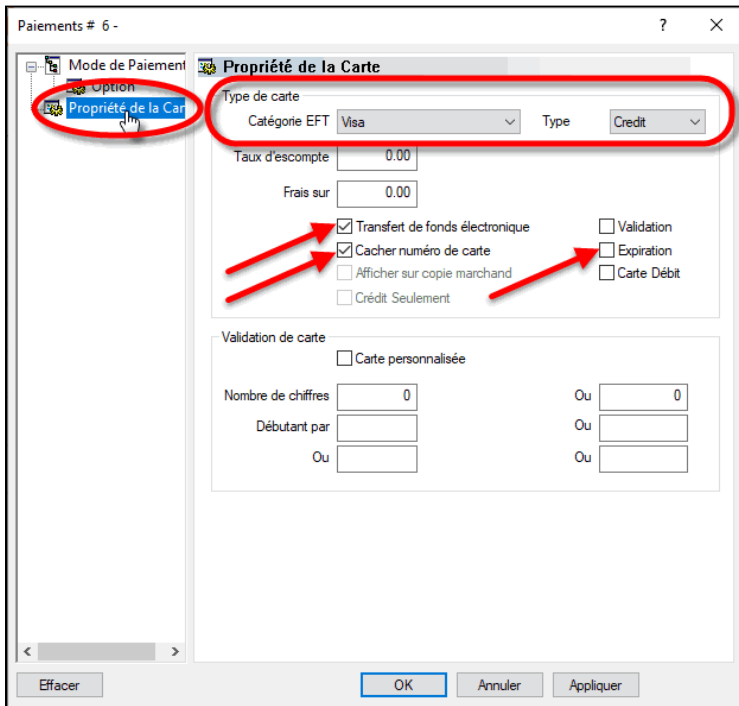 Paiements # 6 -
Mode de Paiement
Option
Propriété de la Car
Propriété de la Carte
Type de carte
Catégorie EFT Visa Type Credit
Taux d'escompte 0.00
Frais sur 0.00
Transfert de fonds électronique Validation
Cacher numéro de carte Expiration
Afficher sur copie marchand Carte Débit
Crédit Seulement
Validation de carte
Carte personnalisée
Nombre de chiffres 0 Ou 0
Débutant par Ou
Ou Ou
Effacer OK Annuler Appliquer